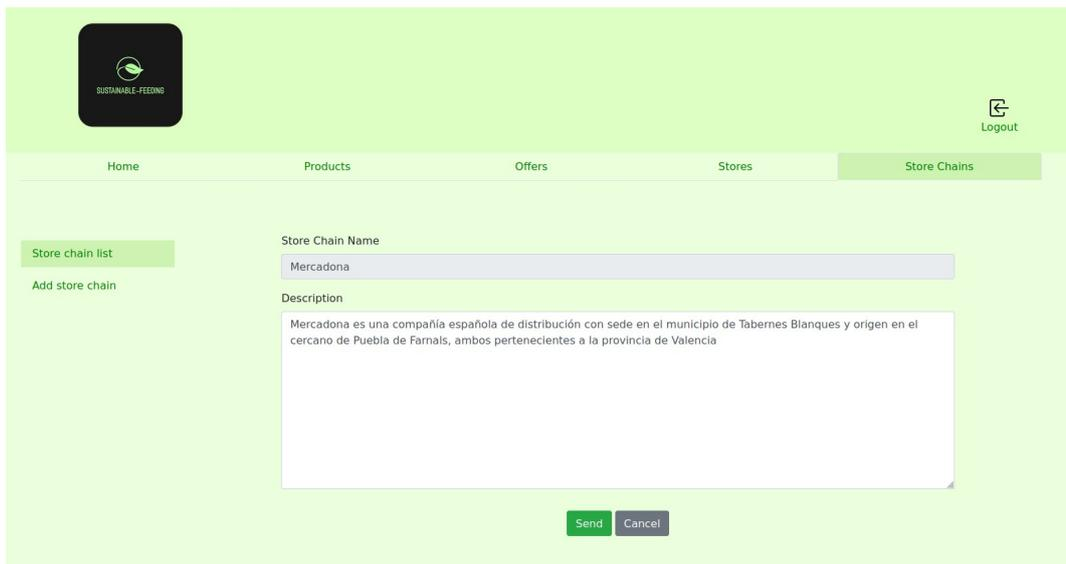 SUSTAINABLE-FEEDING
Logout
Home
Products
Offers
Stores
Store Chains
Store chain list
Add store chain
Store Chain Name
Mercadona
Description
Mercadona es una compañía española de distribución con sede en el municipio de Tabernes Blanques y origen en el
cercano de Puebla de Farnals, ambos pertenecientes a la provincia de Valencia
Send
Cancel